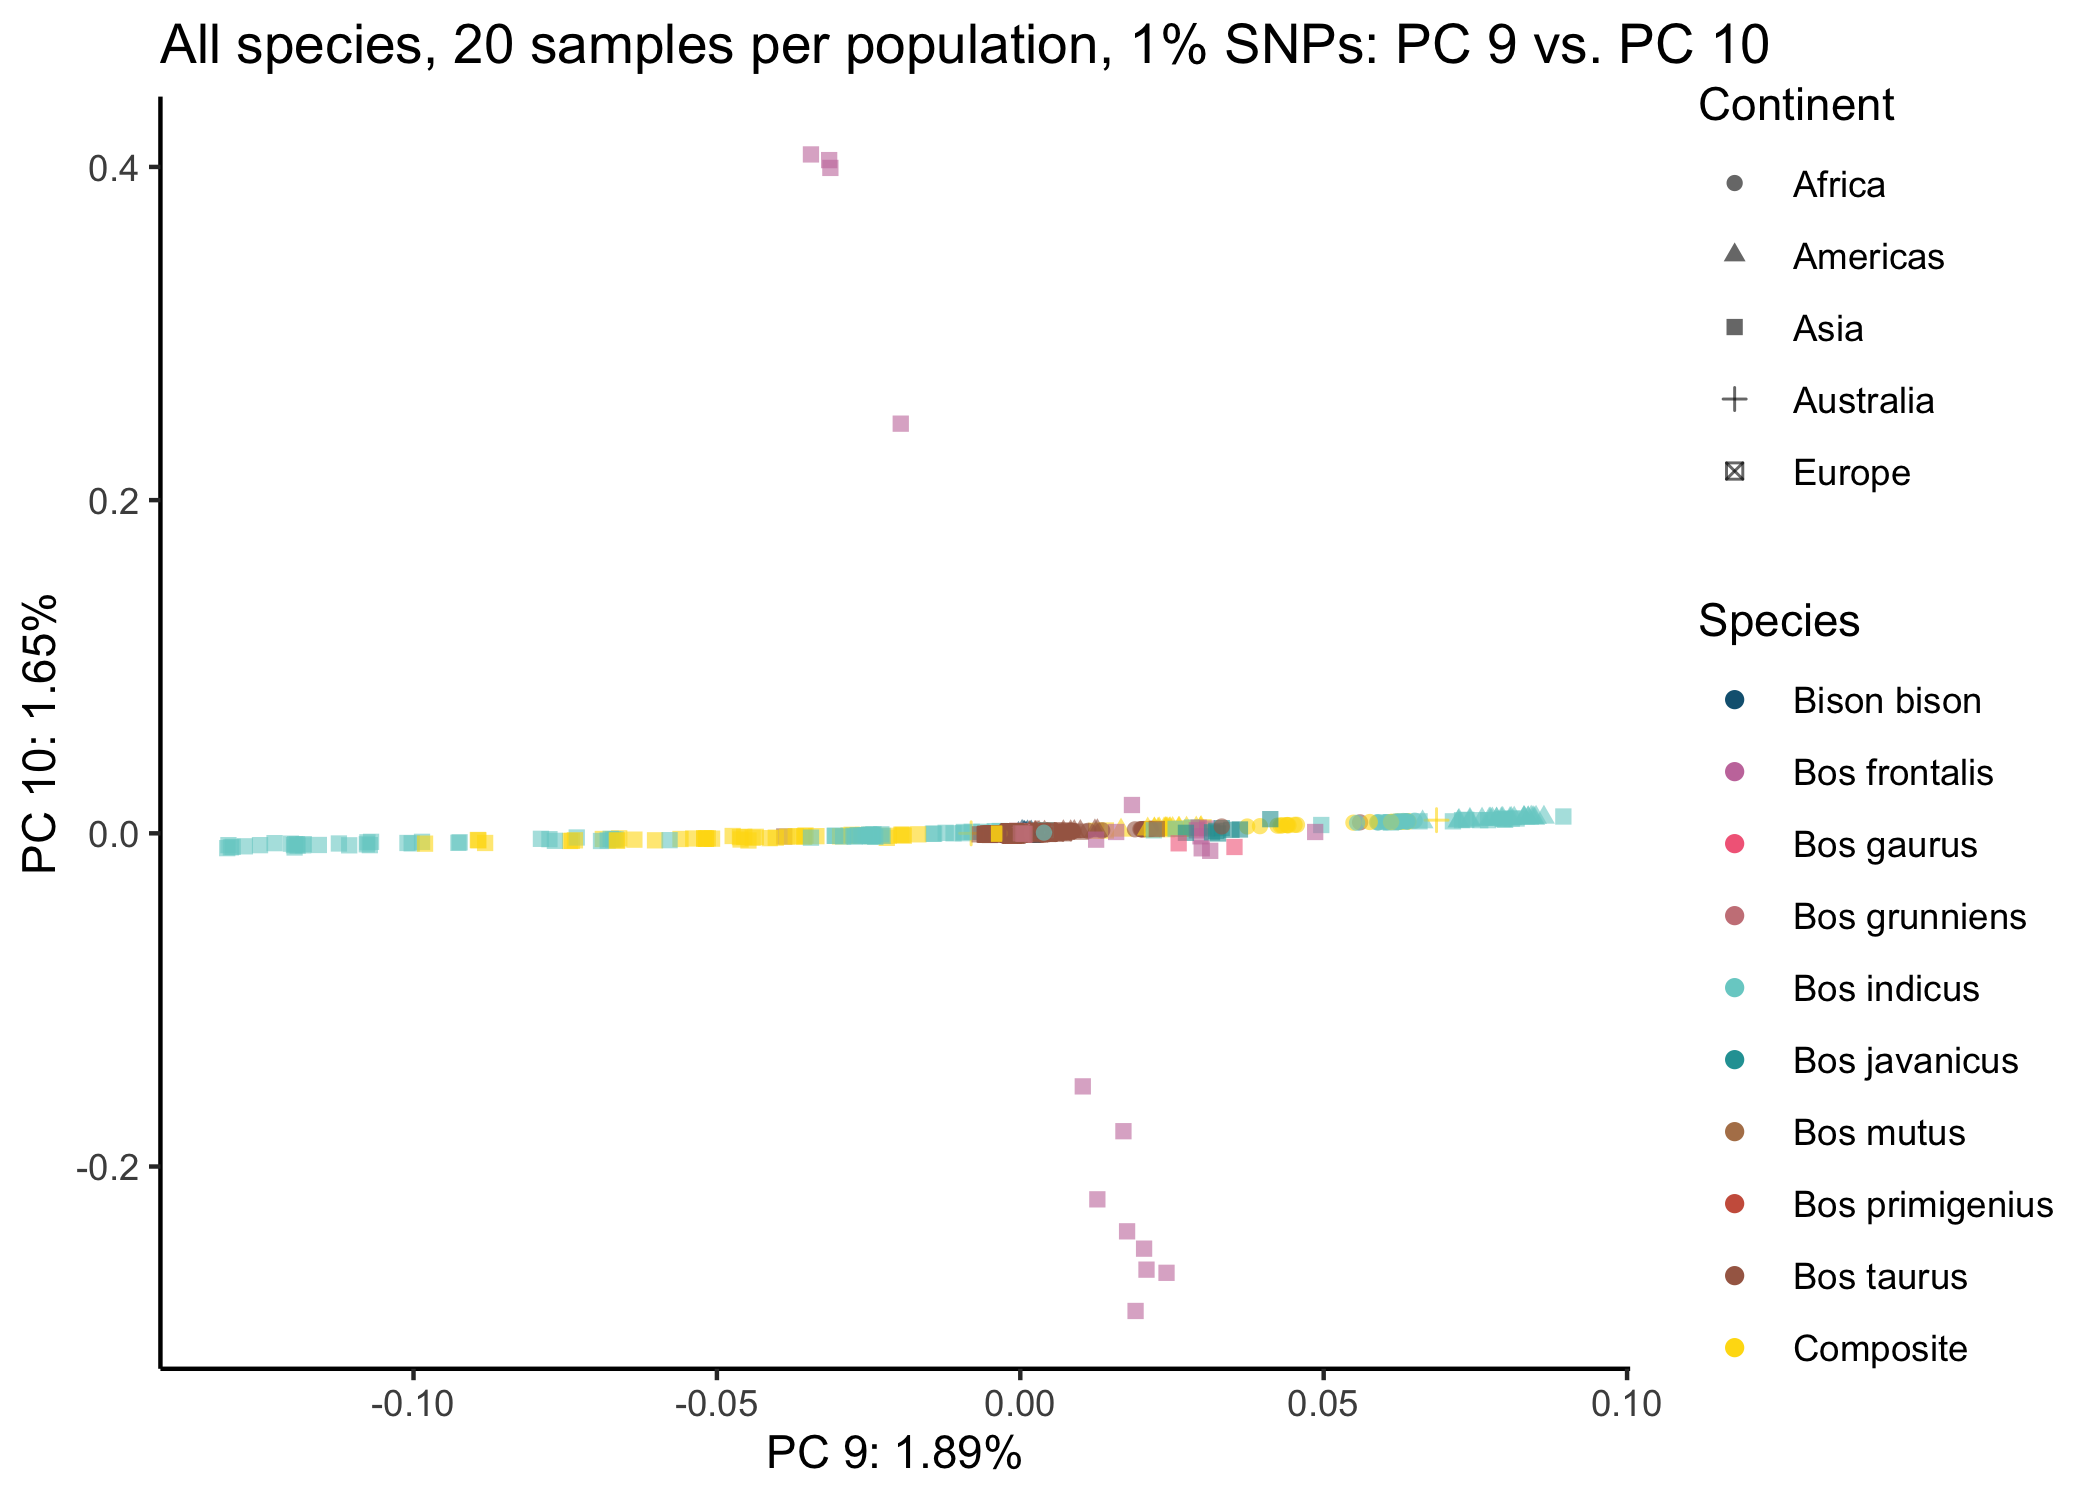 All species, 20 samples per population, 1% SNPs: PC 9 vs. PC 10
Continent
Africa
Americas
Asia
Australia
Europe
Species
Bison bison
Bos frontalis
Bos gaurus
Bos grunniens
Bos indicus
Bos javanicus
Bos mutus
Bos primigenius
Bos taurus
Composite
PC 10: 1.65%
0.4
0.2
0.0
-0.2
-0.10
-0.05
0.00
0.05
0.10
PC 9: 1.89%